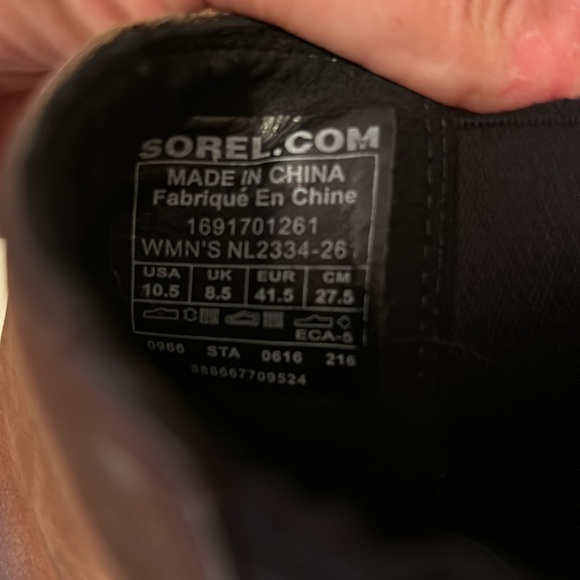 SOREL.COM
MADE IN CHINA
Fabriqué En Chine
1691701261
WMN'S NL2334-261
USA UK EUR CM
10.5 8.5 41.5 27.5
ECA-5
0966 STA 0616 216
888667709524